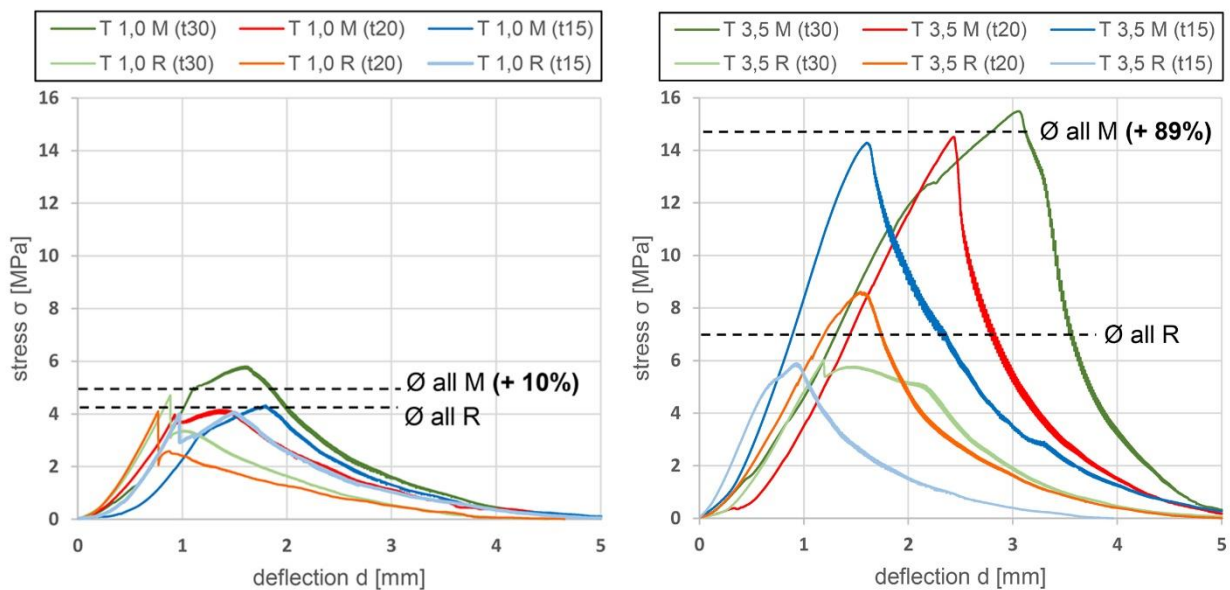 T 1,0 M (t30) T 1,0 M (t20) T 1,0 M (t15)
T 1,0 R (t30) T 1,0 R (t20) T 1,0 R (t15)
16
14
12
10
8
6
4
2
0
stress σ [MPa]
Ø all M (+ 10%)
Ø all R
0 1 2 3 4 5
deflection d [mm]
T 3,5 M (t30) T 3,5 M (t20) T 3,5 M (t15)
T 3,5 R (t30) T 3,5 R (t20) T 3,5 R (t15)
16
14
12
10
8
6
4
2
0
stress σ [MPa]
Ø all M (+ 89%)
Ø all R
0 1 2 3 4 5
deflection d [mm]